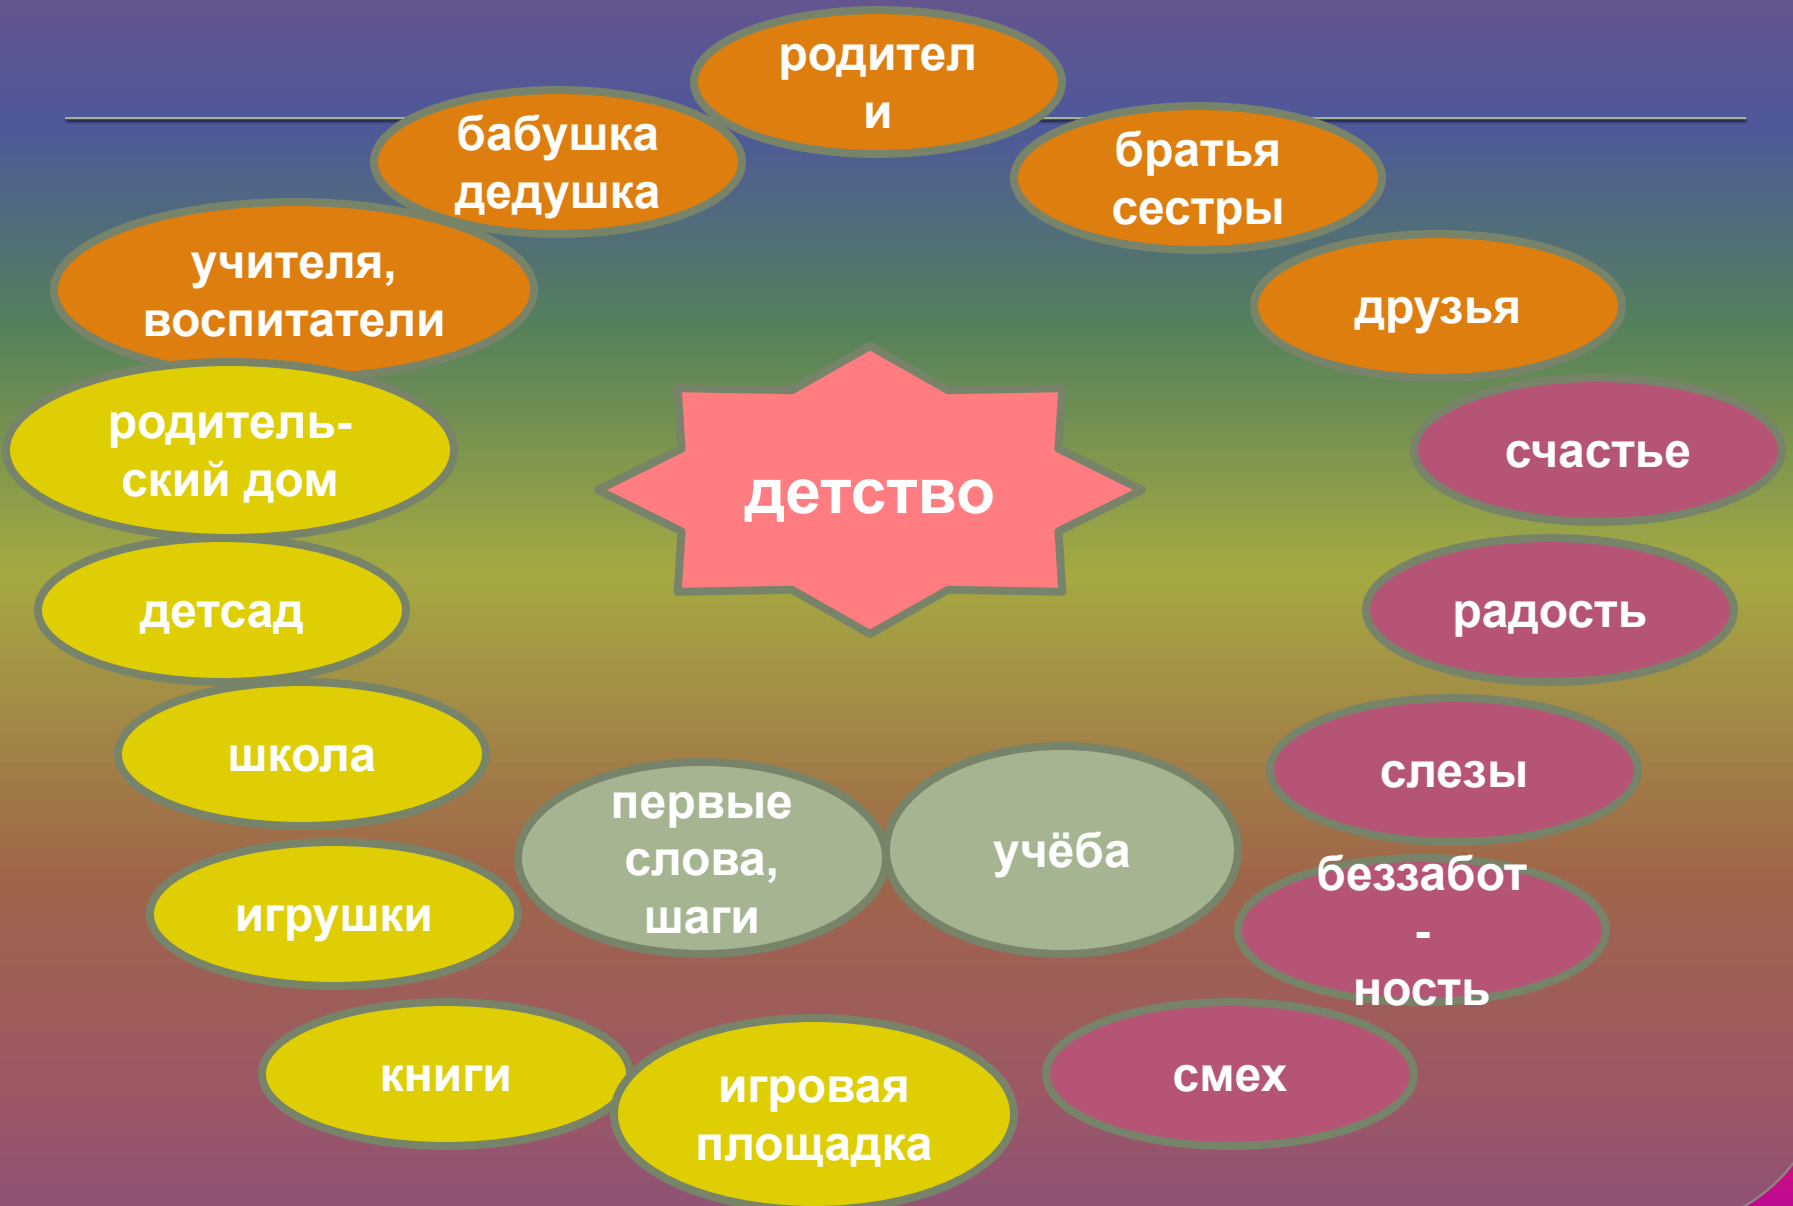 родител
и
бабушка
дедушка
братья
сестры
учителя,
воспитатели
друзья
родитель-
ский дом
счастье
детство
детсад
радость
школа
слезы
первые
слова,
шаги
учёба
беззабот
-
ность
игрушки
книги
игровая
площадка
смех